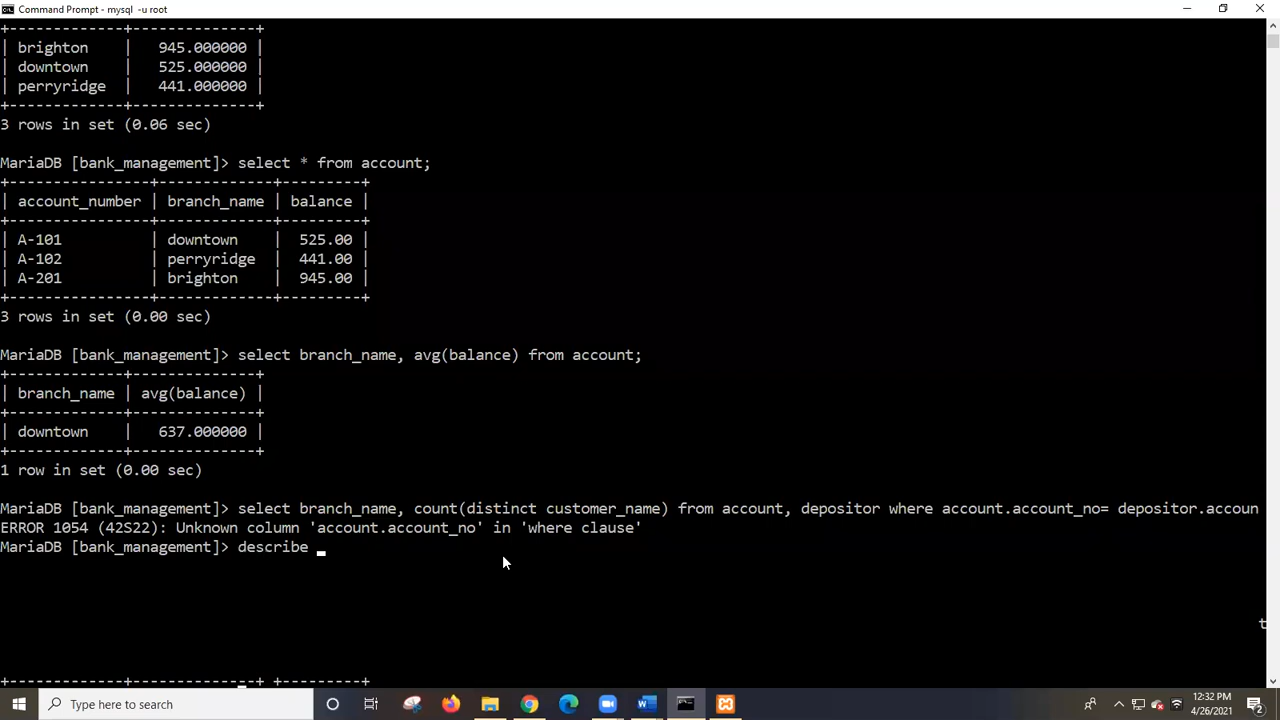 Command Prompt - mysql -u root
+-------------+--------------+
| brighton    |   945.000000 |
| downtown    |   525.000000 |
| perryridge  |   441.000000 |
+-------------+--------------+
3 rows in set (0.06 sec)
MariaDB [bank_management]> select * from account;
+----------------+-------------+---------+
| account_number | branch_name | balance |
+----------------+-------------+---------+
| A-101          | downtown    |  525.00 |
| A-102          | perryridge  |  441.00 |
| A-201          | brighton    |  945.00 |
+----------------+-------------+---------+
3 rows in set (0.00 sec)
MariaDB [bank_management]> select branch_name, avg(balance) from account;
+-------------+--------------+
| branch_name | avg(balance) |
+-------------+--------------+
| downtown    |   637.000000 |
+-------------+--------------+
1 row in set (0.00 sec)
MariaDB [bank_management]> select branch_name, count(distinct customer_name) from account, depositor where account.account_no= depositor.accoun
ERROR 1054 (42S22): Unknown column 'account.account_no' in 'where clause'
MariaDB [bank_management]> describe _
t
+-------------+--------------+ +---------+
Type here to search
12:32 PM
4/26/2021
2